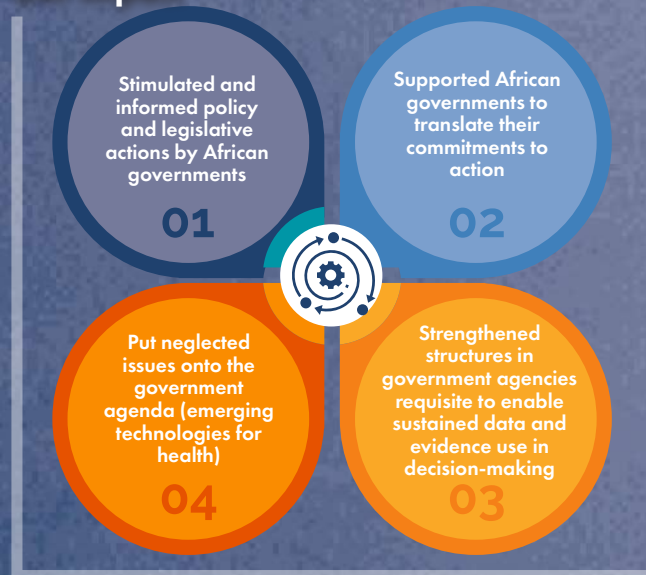 Stimulated and
informed policy
and legislative
actions by African
governments
01
Supported African
governments to
translate their
commitments to
action
02
Strengthened
structures in
government agencies
requisite to enable
sustained data and
evidence use in
decision-making
03
Put neglected
issues onto the
government
agenda (emerging
technologies for
health)
04